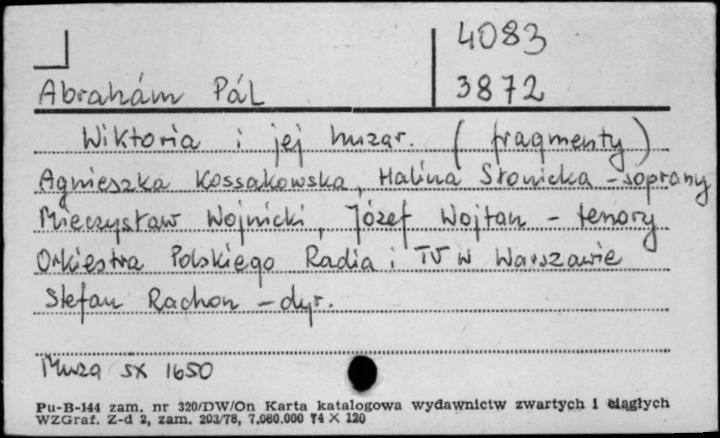 4083
Abrahám Pál 3872
Wiktoria i jej huzar. (fragmenty)
Agnieszka Kossakowska, Halina Słonicka - soprany
Mieczysław Wojnicki, Józef Wojtan - tenory
Orkiestra Polskiego Radia i TV w Warszawie
Stefan Rachoń - dyr.
Muza SX 1650
Pu-B-144 zam. nr 320/DW/On Karta katalogowa wydawnictw zwartych i ciągłych
WZGraf. Z-d 2, zam. 203/78, 7.080.000 74 X 120